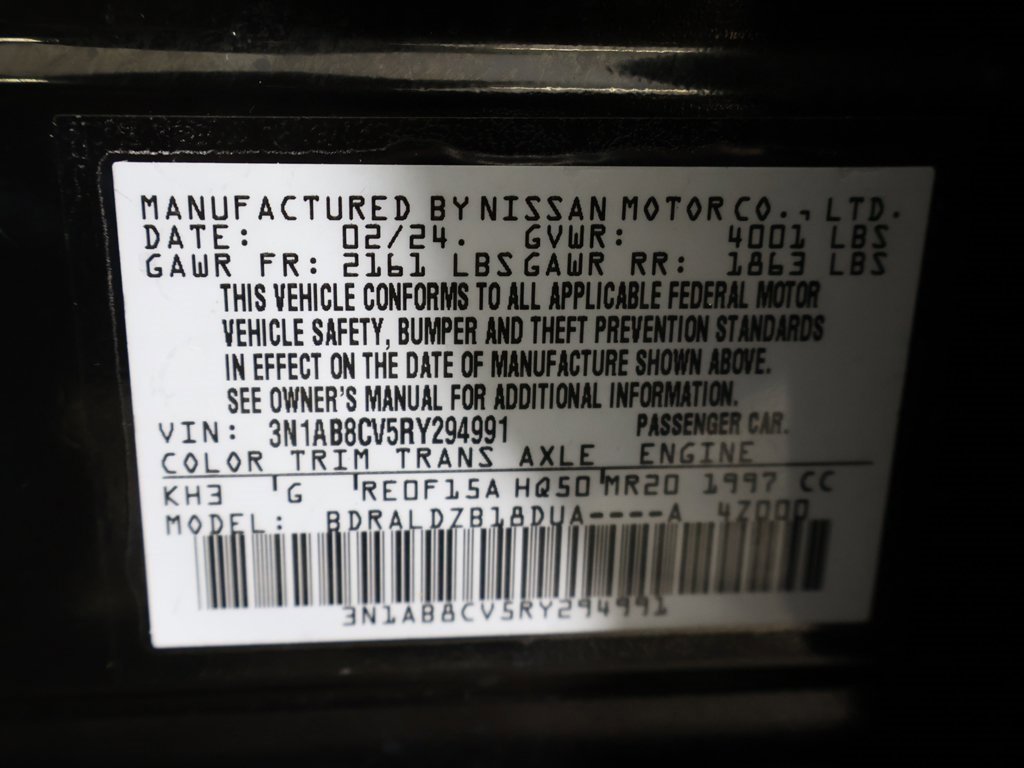 MANUFACTURED BY NISSAN MOTOR CO., LTD.
DATE: 02/24. GVWR: 4001 LBS
GAWR FR: 2161 LBS GAWR RR: 1863 LBS
THIS VEHICLE CONFORMS TO ALL APPLICABLE FEDERAL MOTOR
VEHICLE SAFETY, BUMPER AND THEFT PREVENTION STANDARDS
IN EFFECT ON THE DATE OF MANUFACTURE SHOWN ABOVE.
SEE OWNER'S MANUAL FOR ADDITIONAL INFORMATION.
VIN: 3N1AB8CV5RY294991 PASSENGER CAR.
COLOR TRIM TRANS AXLE ENGINE
KH3 G RE0F15A HQ50 MR20 1997 CC
MODEL: BDRALDZB18DUA----A 4Z000
3N1AB8CV5RY294991